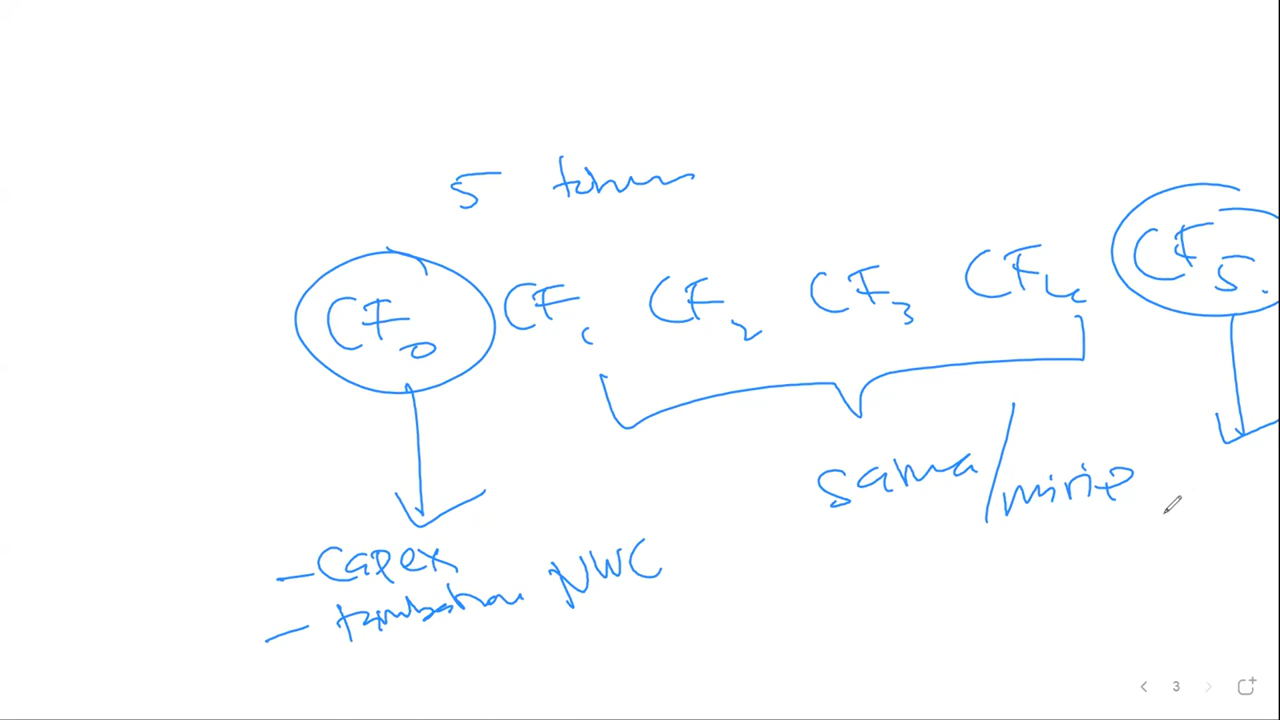 5 tahun
CF0 CF1 CF2 CF3 CF4 CF5.
sama/mirip
- Capex
- tambahan NWC
3